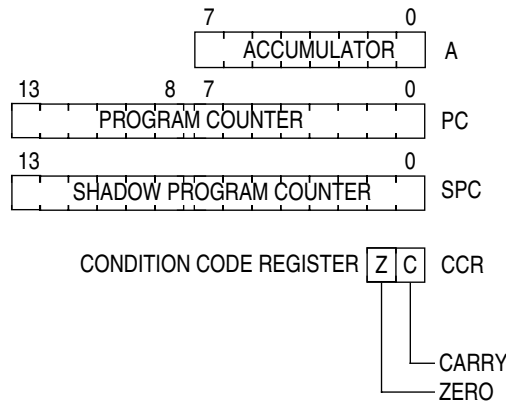 7 0
ACCUMULATOR A
13 8 7 0
PROGRAM COUNTER PC
13 0
SHADOW PROGRAM COUNTER SPC
CONDITION CODE REGISTER Z C CCR
CARRY
ZERO